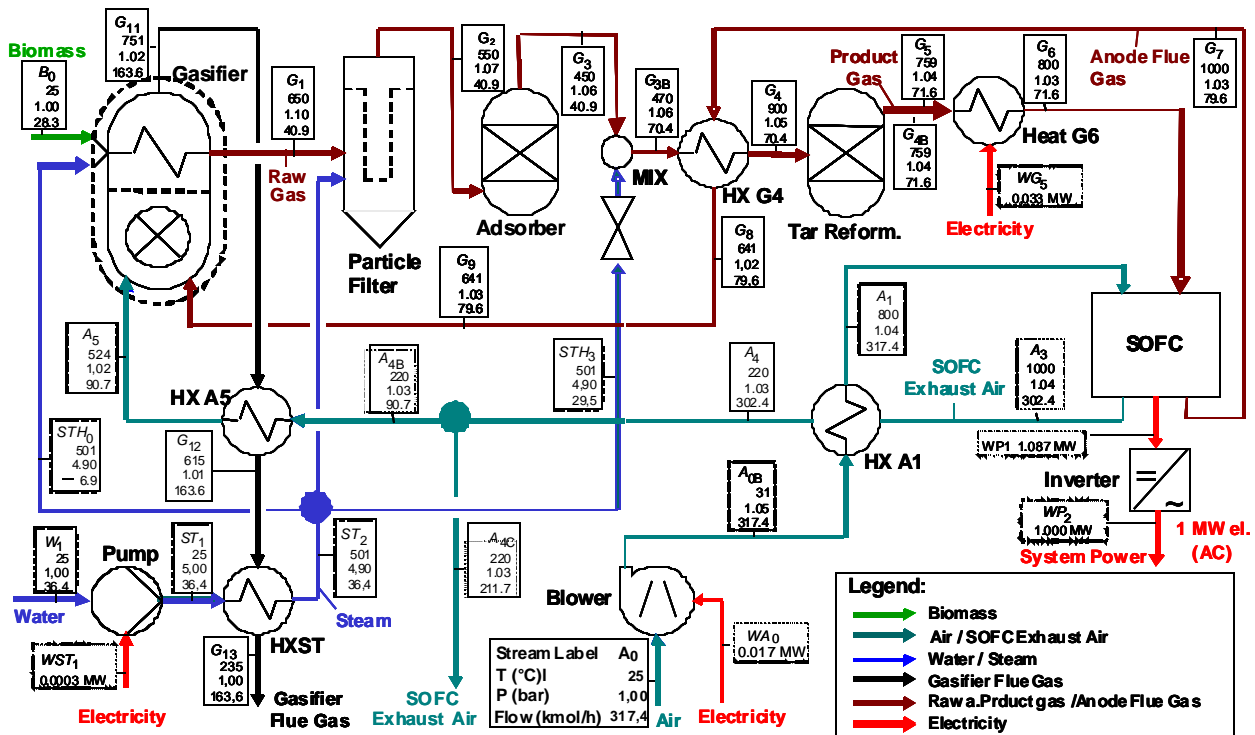 G11
751
1.02
163.6
Biomass
B0
25
1.00
28.3
Gasifier
G1
650
1.10
40.9
Raw
Gas
G2
550
1.07
40.9
G3
450
1.06
40.9
G3B
470
1.06
70.4
G4
900
1.05
70.4
Product
Gas
G5
759
1.04
71.6
G6
800
1.03
71.6
Anode Flue
Gas
G7
1000
1.03
79.6
G4B
759
1.04
71.6
Heat G6
WG5
0.033 MW
Electricity
MIX
HX G4
Tar Reform.
Adsorber
Particle
Filter
G9
641
1.03
79.6
G8
641
1,02
79.6
A5
524
1,02
90.7
HX A5
A4B
220
1.03
90.7
STH3
501
4,90
29,5
A4
220
1.03
302.4
A1
800
1.04
317.4
SOFC
Exhaust Air
A3
1000
1.04
302.4
SOFC
HX A1
STH0
501
4.90
6.9
G12
615
1.01
163.6
A0B
31
1.05
317.4
WP1 1.087 MW
Inverter
=
~
WP2
1.000 MW
1 MW el.
(AC)
System Power
W1
25
1,00
36,4
Pump
ST1
25
5,00
36,4
ST2
501
4,90
36,4
A4C
220
1.03
211.7
Water
HXST
Steam
Blower
WST1
0.0003 MW
Electricity
G13
235
1,00
163,6
Gasifier
Flue Gas
SOFC
Exhaust Air
Stream Label A0
T (°C)l 25
P (bar) 1,00
Flow (kmol/h) 317,4
Air
WA0
0.017 MW
Electricity
Legend:
Biomass
Air / SOFC Exhaust Air
Water / Steam
Gasifier Flue Gas
Raw a.Prduct gas /Anode Flue Gas
Electricity